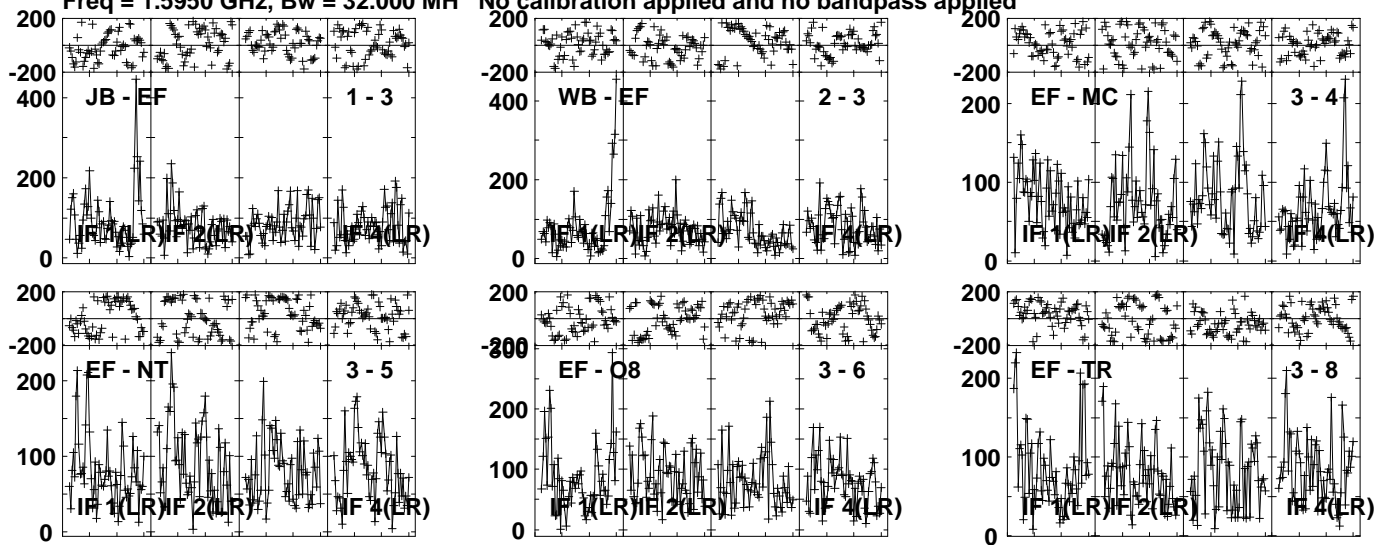 Freq = 1.5950 GHz, Bw = 32.000 MH No calibration applied and no bandpass applied
200
-200
400
200
0
JB - EF 1 - 3
IF 1(LR) IF 2(LR) IF 4(LR)
200
-200
400
200
0
WB - EF 2 - 3
IF 1(LR) IF 2(LR) IF 4(LR)
200
-200
200
100
0
EF - MC 3 - 4
IF 1(LR) IF 2(LR) IF 4(LR)
200
-200
200
100
0
EF - NT 3 - 5
IF 1(LR) IF 2(LR) IF 4(LR)
200
-200
300
200
100
0
EF - O8 3 - 6
IF 1(LR) IF 2(LR) IF 4(LR)
200
-200
200
100
0
EF - TR 3 - 8
IF 1(LR) IF 2(LR) IF 4(LR)